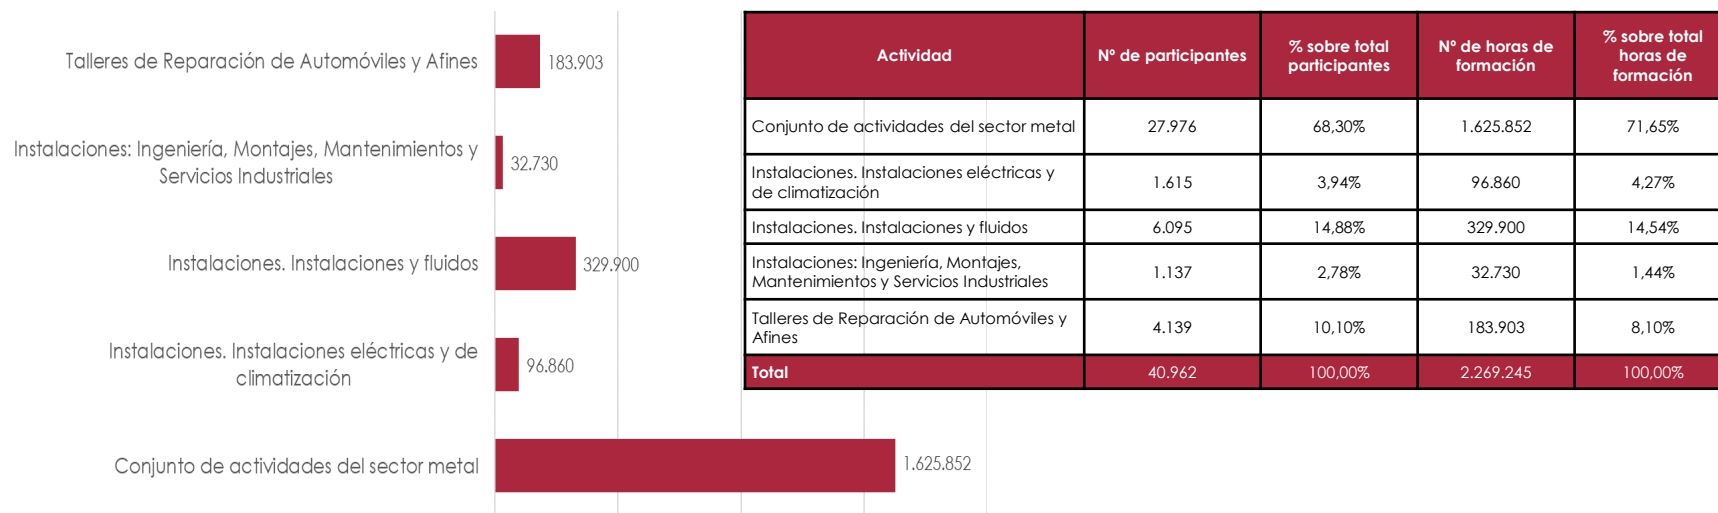 Talleres de Reparación de Automóviles y Afines
183.903
Instalaciones: Ingeniería, Montajes, Mantenimientos y
Servicios Industriales
32.730
Instalaciones. Instalaciones y fluidos
329.900
Instalaciones. Instalaciones eléctricas y de
climatización
96.860
Conjunto de actividades del sector metal
1.625.852
Actividad
Nº de participantes
% sobre total
participantes
Nº de horas de
formación
% sobre total
horas de
formación
Conjunto de actividades del sector metal
27.976
68,30%
1.625.852
71,65%
Instalaciones. Instalaciones eléctricas y
de climatización
1.615
3,94%
96.860
4,27%
Instalaciones. Instalaciones y fluidos
6.095
14,88%
329.900
14,54%
Instalaciones: Ingeniería, Montajes,
Mantenimientos y Servicios Industriales
1.137
2,78%
32.730
1,44%
Talleres de Reparación de Automóviles y
Afines
4.139
10,10%
183.903
8,10%
Total
40.962
100,00%
2.269.245
100,00%